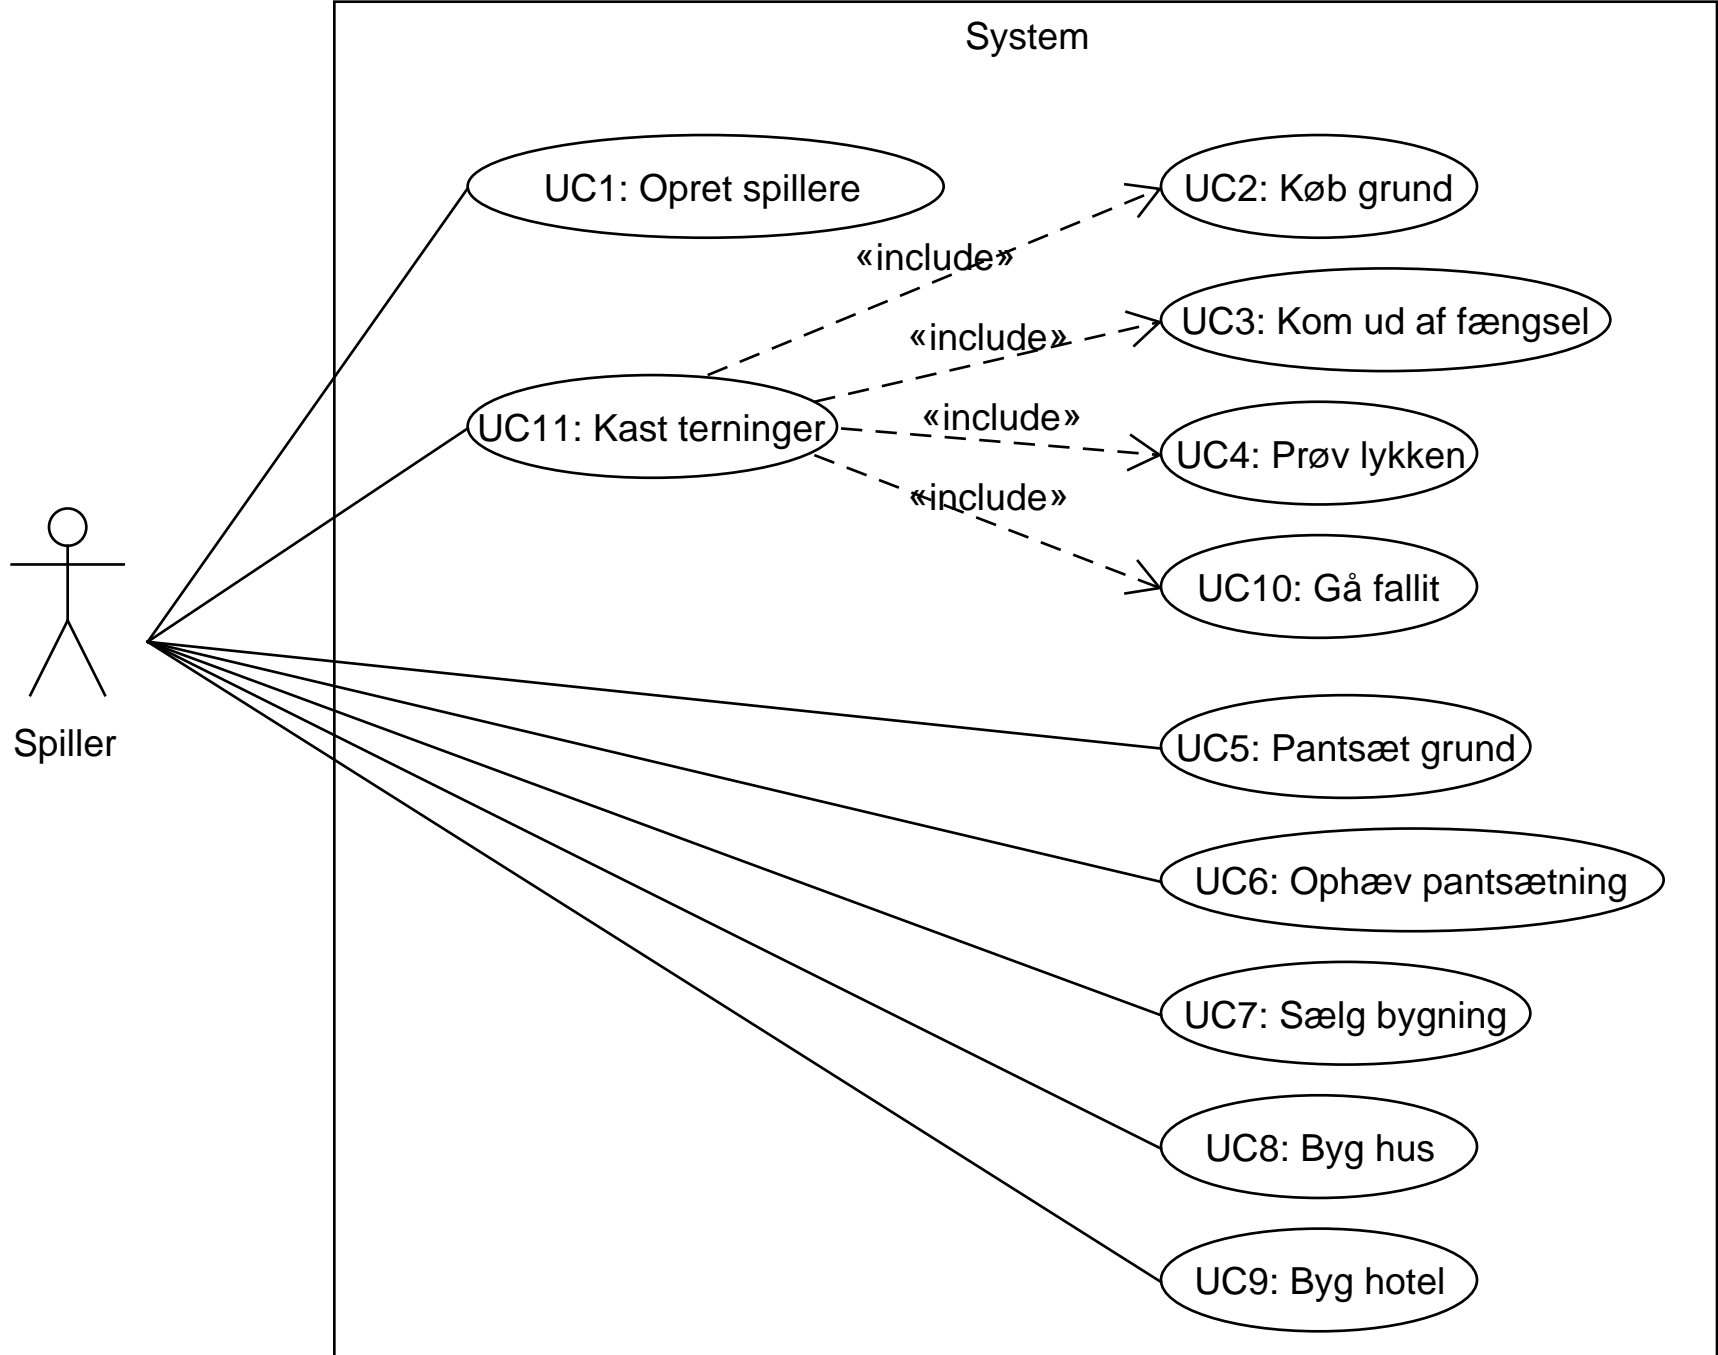 System
UC1: Opret spillere
UC2: Køb grund
«include»
UC3: Kom ud af fængsel
«include»
UC11: Kast terninger
«include»
UC4: Prøv lykken
«include»
UC10: Gå fallit
Spiller
UC5: Pantsæt grund
UC6: Ophæv pantsætning
UC7: Sælg bygning
UC8: Byg hus
UC9: Byg hotel